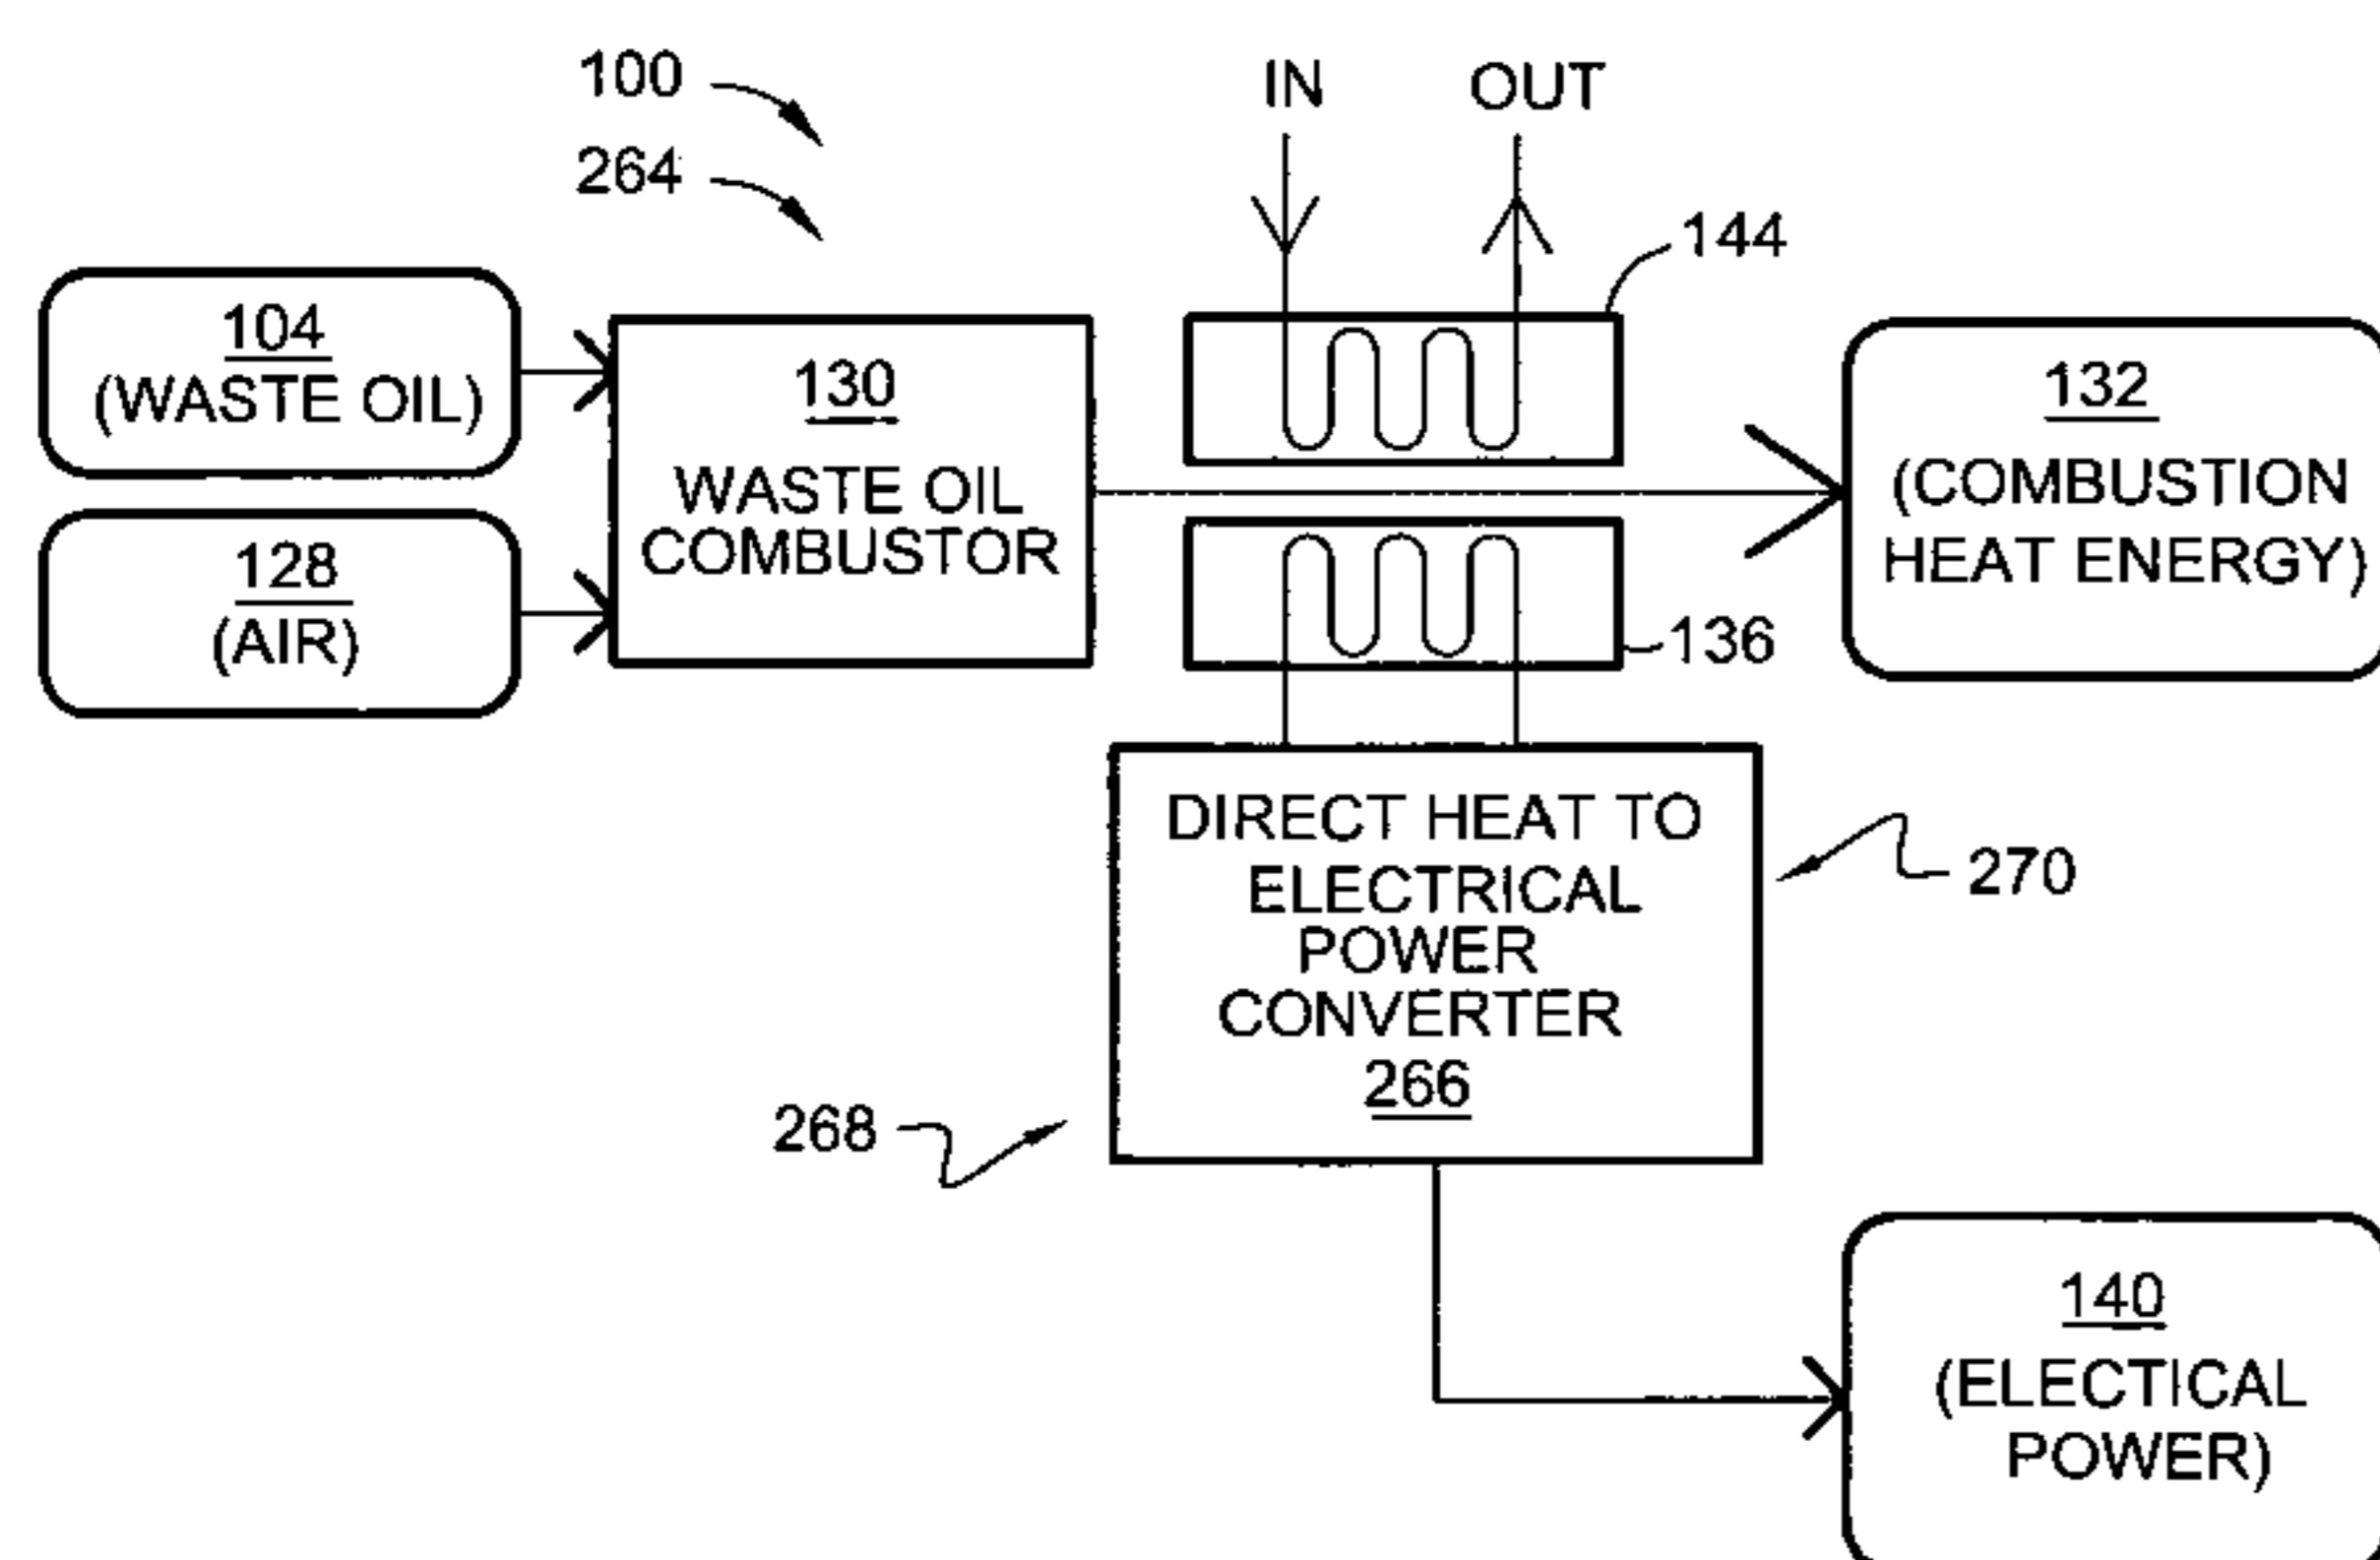 100
264
IN
OUT
144
104
(WASTE OIL)
128
(AIR)
130
WASTE OIL
COMBUSTOR
132
(COMBUSTION
HEAT ENERGY)
136
DIRECT HEAT TO
ELECTRICAL
POWER
CONVERTER
266
270
268
140
(ELECTICAL
POWER)